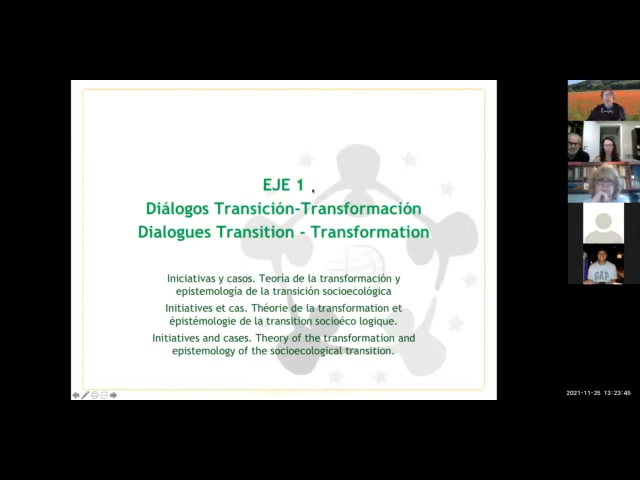 EJE 1
Diálogos Transición-Transformación
Dialogues Transition - Transformation
Iniciativas y casos. Teoría de la transformación y
epistemología de la transición socioecológica
Initiatives et cas. Théorie de la transformation et
épistémologie de la transition socioéco logique.
Initiatives and cases. Theory of the transformation and
epistemology of the socioecological transition.
GAP
2021-11-25 13:23:45